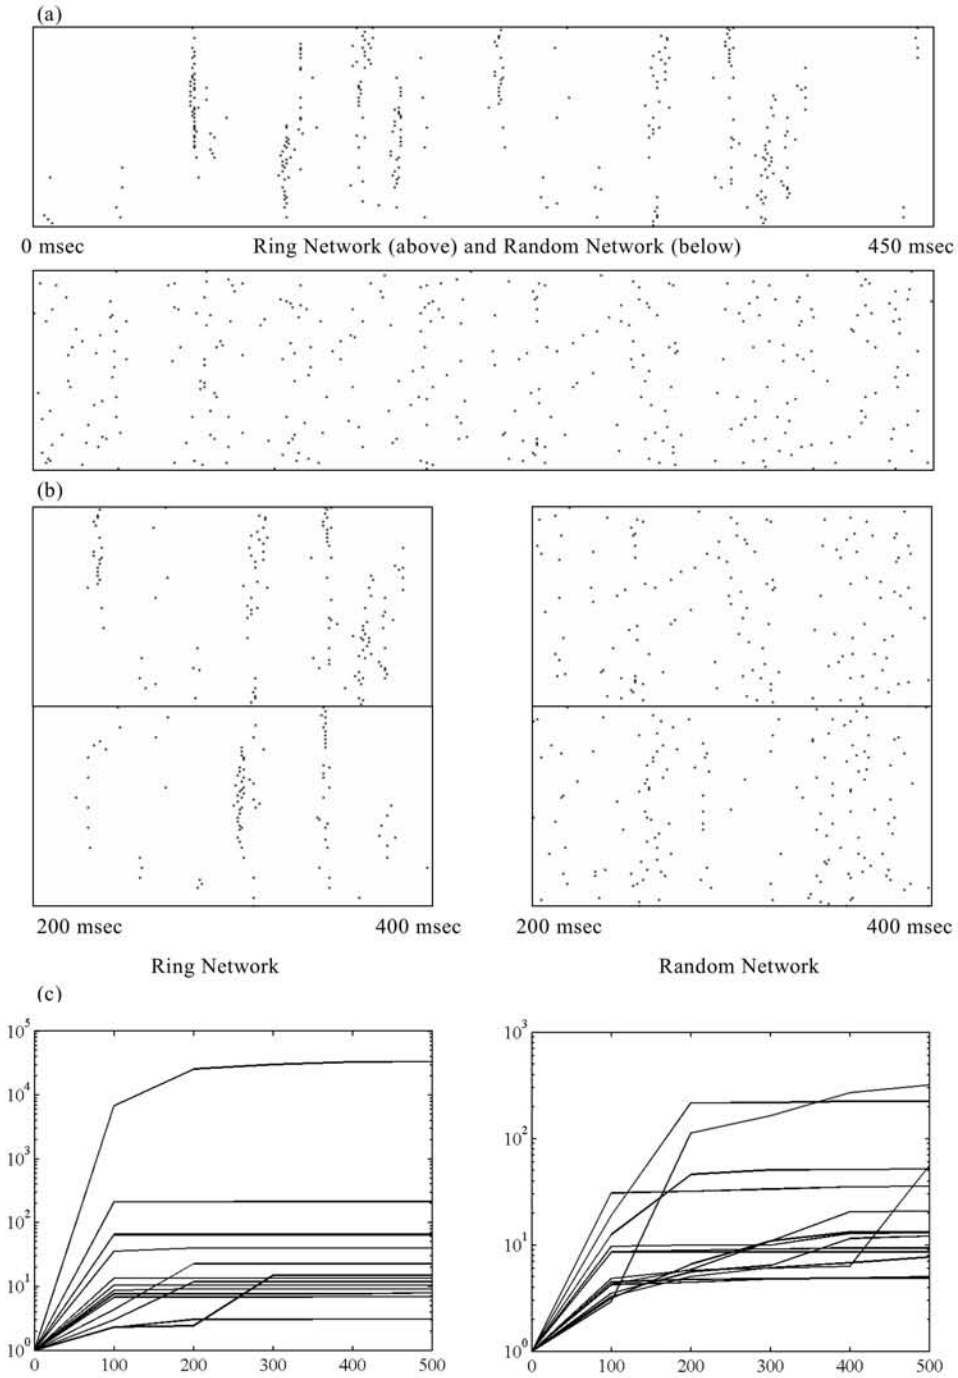 (a)
0 msec Ring Network (above) and Random Network (below) 450 msec
(b)
200 msec 400 msec 200 msec 400 msec
Ring Network Random Network
(c)
10^5 10^3
10^4
10^2
10^3
10^2
10^1
10^1
10^0 10^0
0 100 200 300 400 500 0 100 200 300 400 500